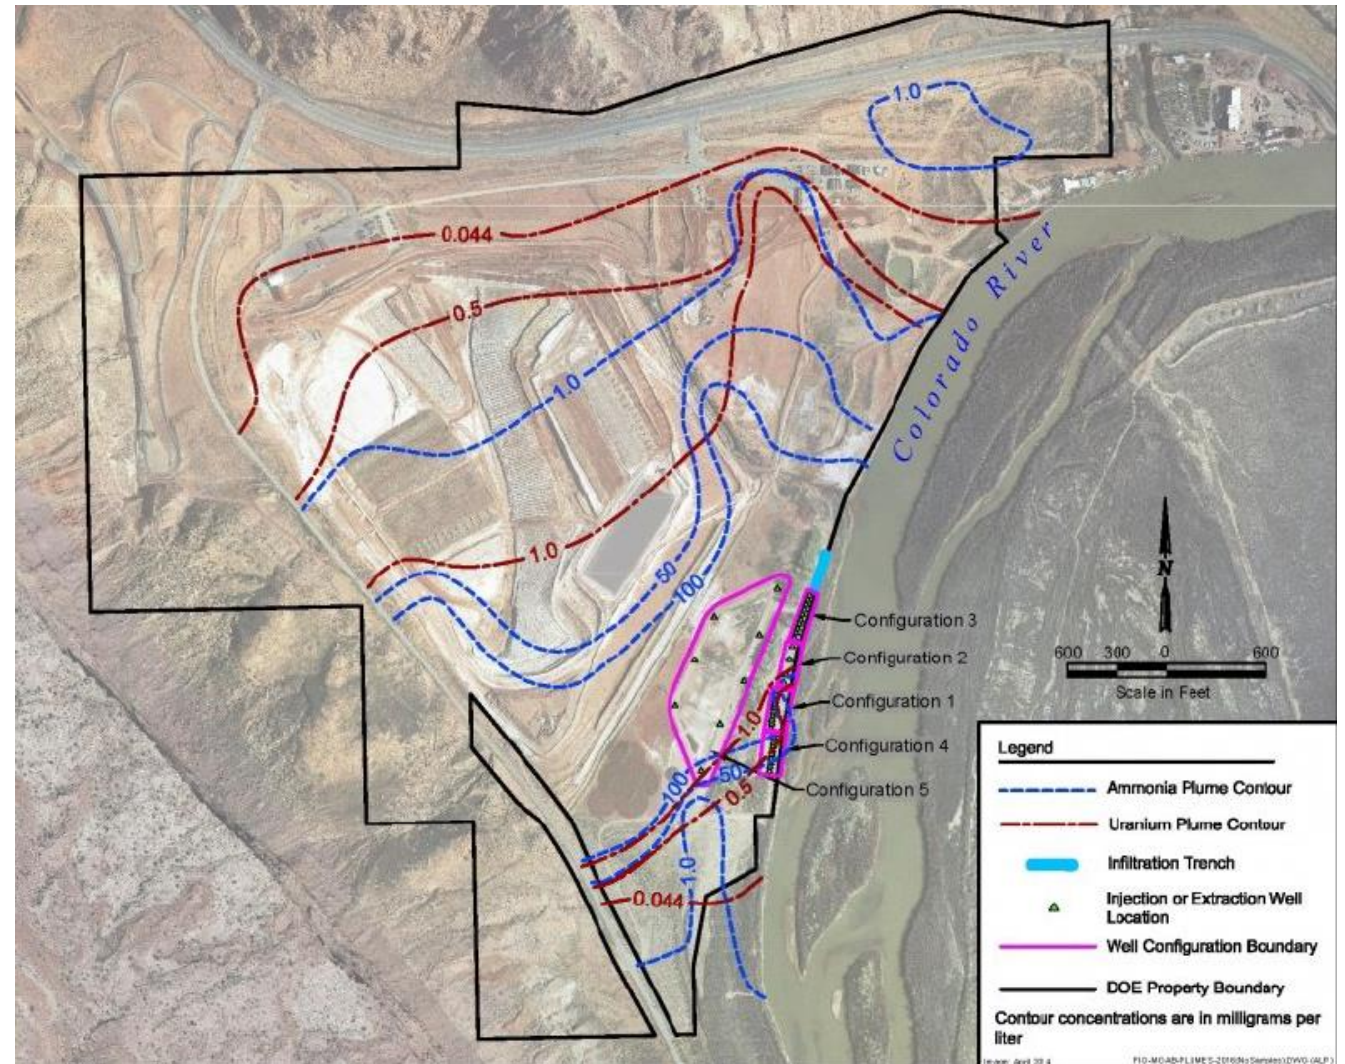 1.0
0.044
0.5
1.0
Colorado River
1.0
50
100
Configuration 3
Configuration 2
Configuration 1
1.0
Configuration 4
100
50
0.5
Configuration 5
1.0
0.044
N
600 300 0 600
Scale in Feet
Legend
Ammonia Plume Contour
Uranium Plume Contour
Infiltration Trench
Injection or Extraction Well
Location
Well Configuration Boundary
DOE Property Boundary
Contour concentrations are in milligrams per
liter